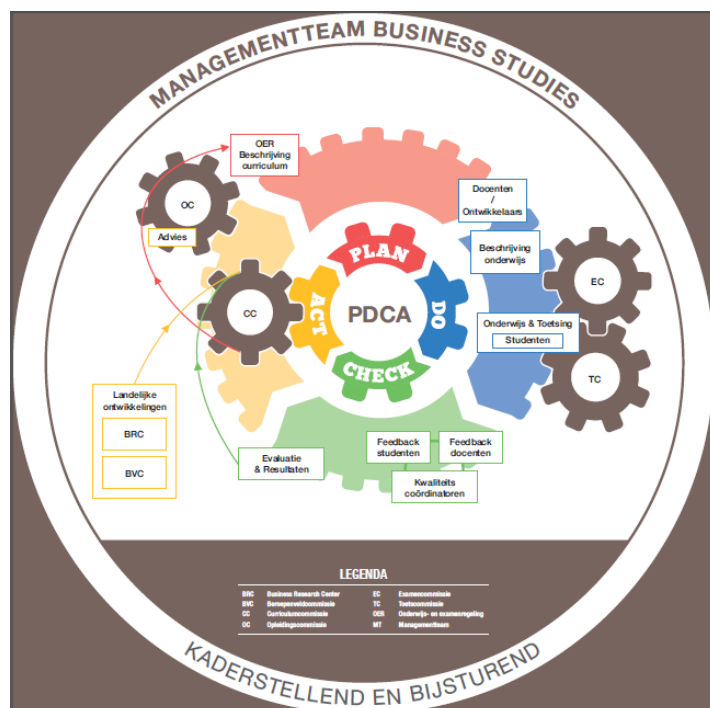 MANAGEMENTTEAM BUSINESS STUDIES
OER
Beschrijving
curriculum
OC
Advies
CC
Landelijke
ontwikkelingen
BRC
BVC
PLAN
DO
CHECK
ACT
PDCA
Docenten
/
Ontwikkelaars
Beschrijving
onderwijs
Onderwijs & Toetsing
Studenten
EC
TC
Evaluatie
& Resultaten
Feedback
studenten
Feedback
docenten
Kwaliteits
coördinatoren
LEGENDA
BRC Business Research Center
BVC Beroepenveldcommissie
CC Curriculumcommissie
OC Opleidingscommissie
EC Examencommissie
TC Toetscommissie
OER Onderwijs- en examenregeling
MT Managementteam
KADERSTELLEND EN BIJSTUREND